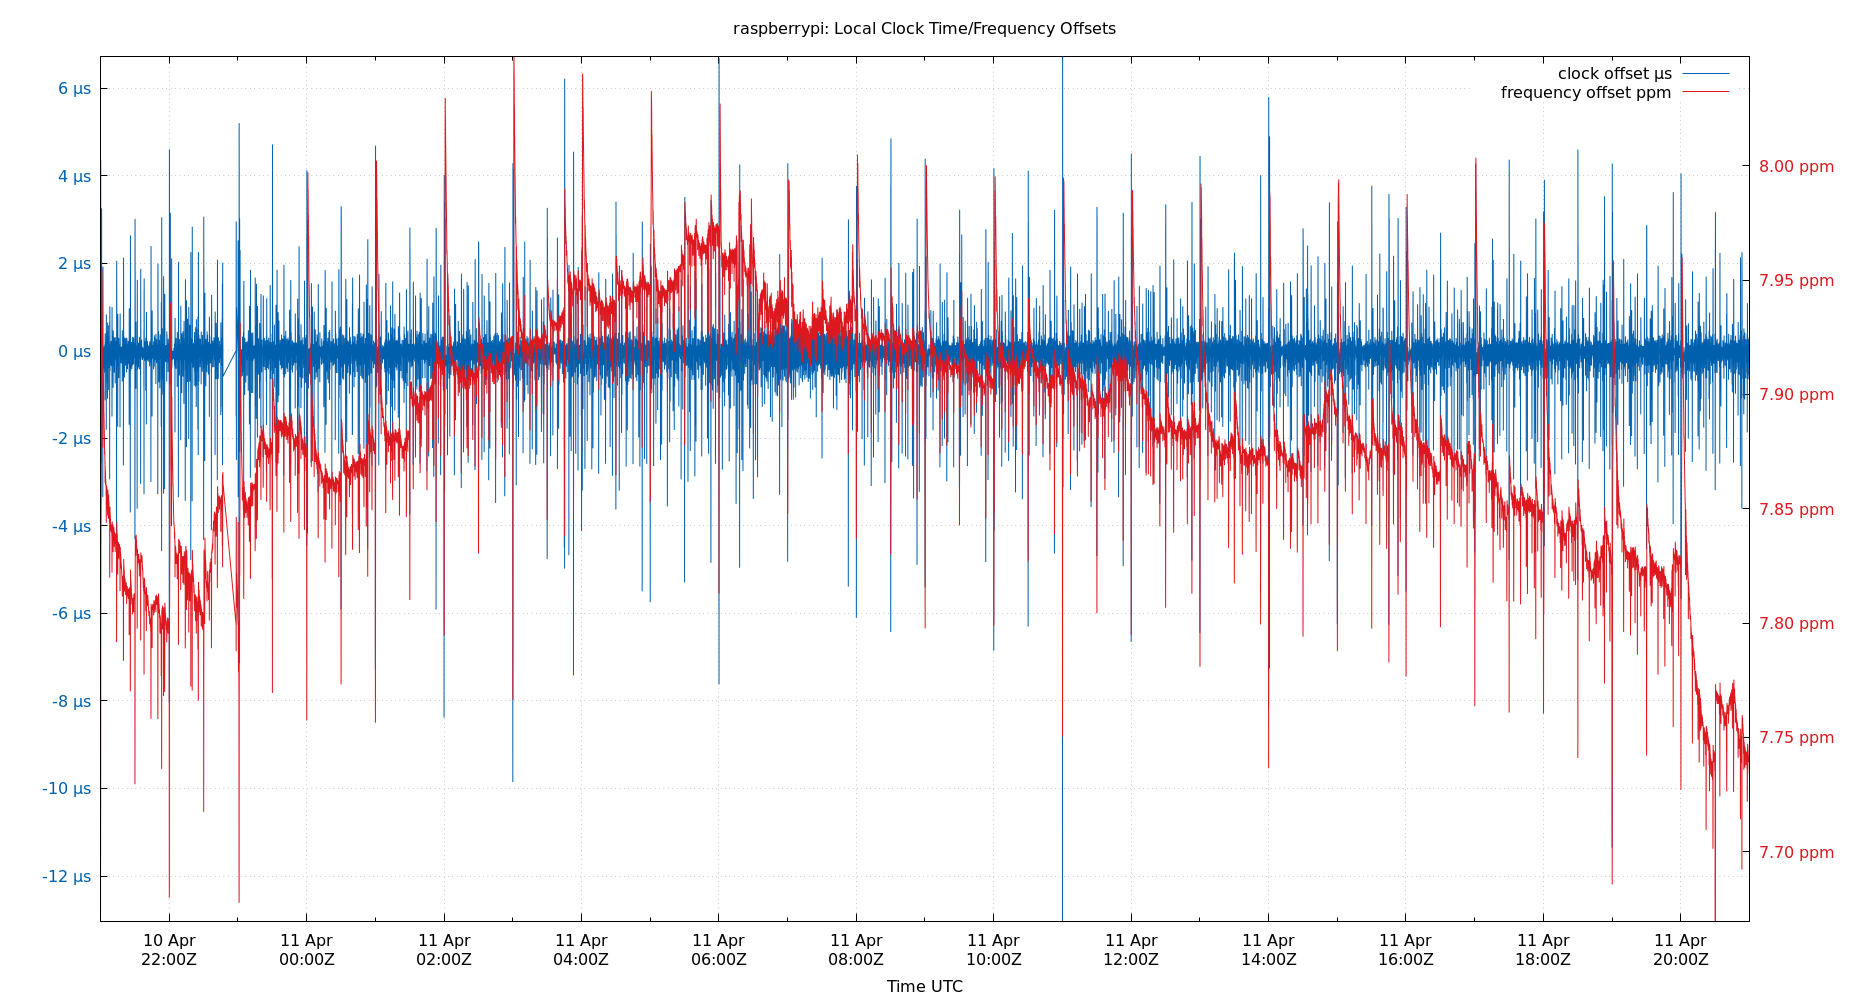 raspberrypi: Local Clock Time/Frequency Offsets
clock offset µs
frequency offset ppm
6 µs
4 µs
2 µs
0 µs
-2 µs
-4 µs
-6 µs
-8 µs
-10 µs
-12 µs
8.00 ppm
7.95 ppm
7.90 ppm
7.85 ppm
7.80 ppm
7.75 ppm
7.70 ppm
10 Apr
22:00Z
11 Apr
00:00Z
11 Apr
02:00Z
11 Apr
04:00Z
11 Apr
06:00Z
11 Apr
08:00Z
11 Apr
10:00Z
11 Apr
12:00Z
11 Apr
14:00Z
11 Apr
16:00Z
11 Apr
18:00Z
11 Apr
20:00Z
Time UTC